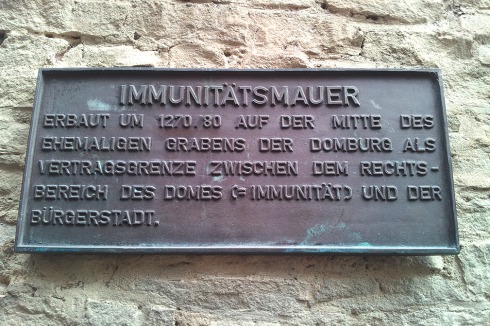 IMMUNITÄTSMAUER
ERBAUT UM 1270/80 AUF DER MITTE DES
EHEMALIGEN GRABENS DER DOMBURG ALS
VERTRAGSGRENZE ZWISCHEN DEM RECHTS-
BEREICH DES DOMES (= IMMUNITÄT) UND DER
BÜRGERSTADT.